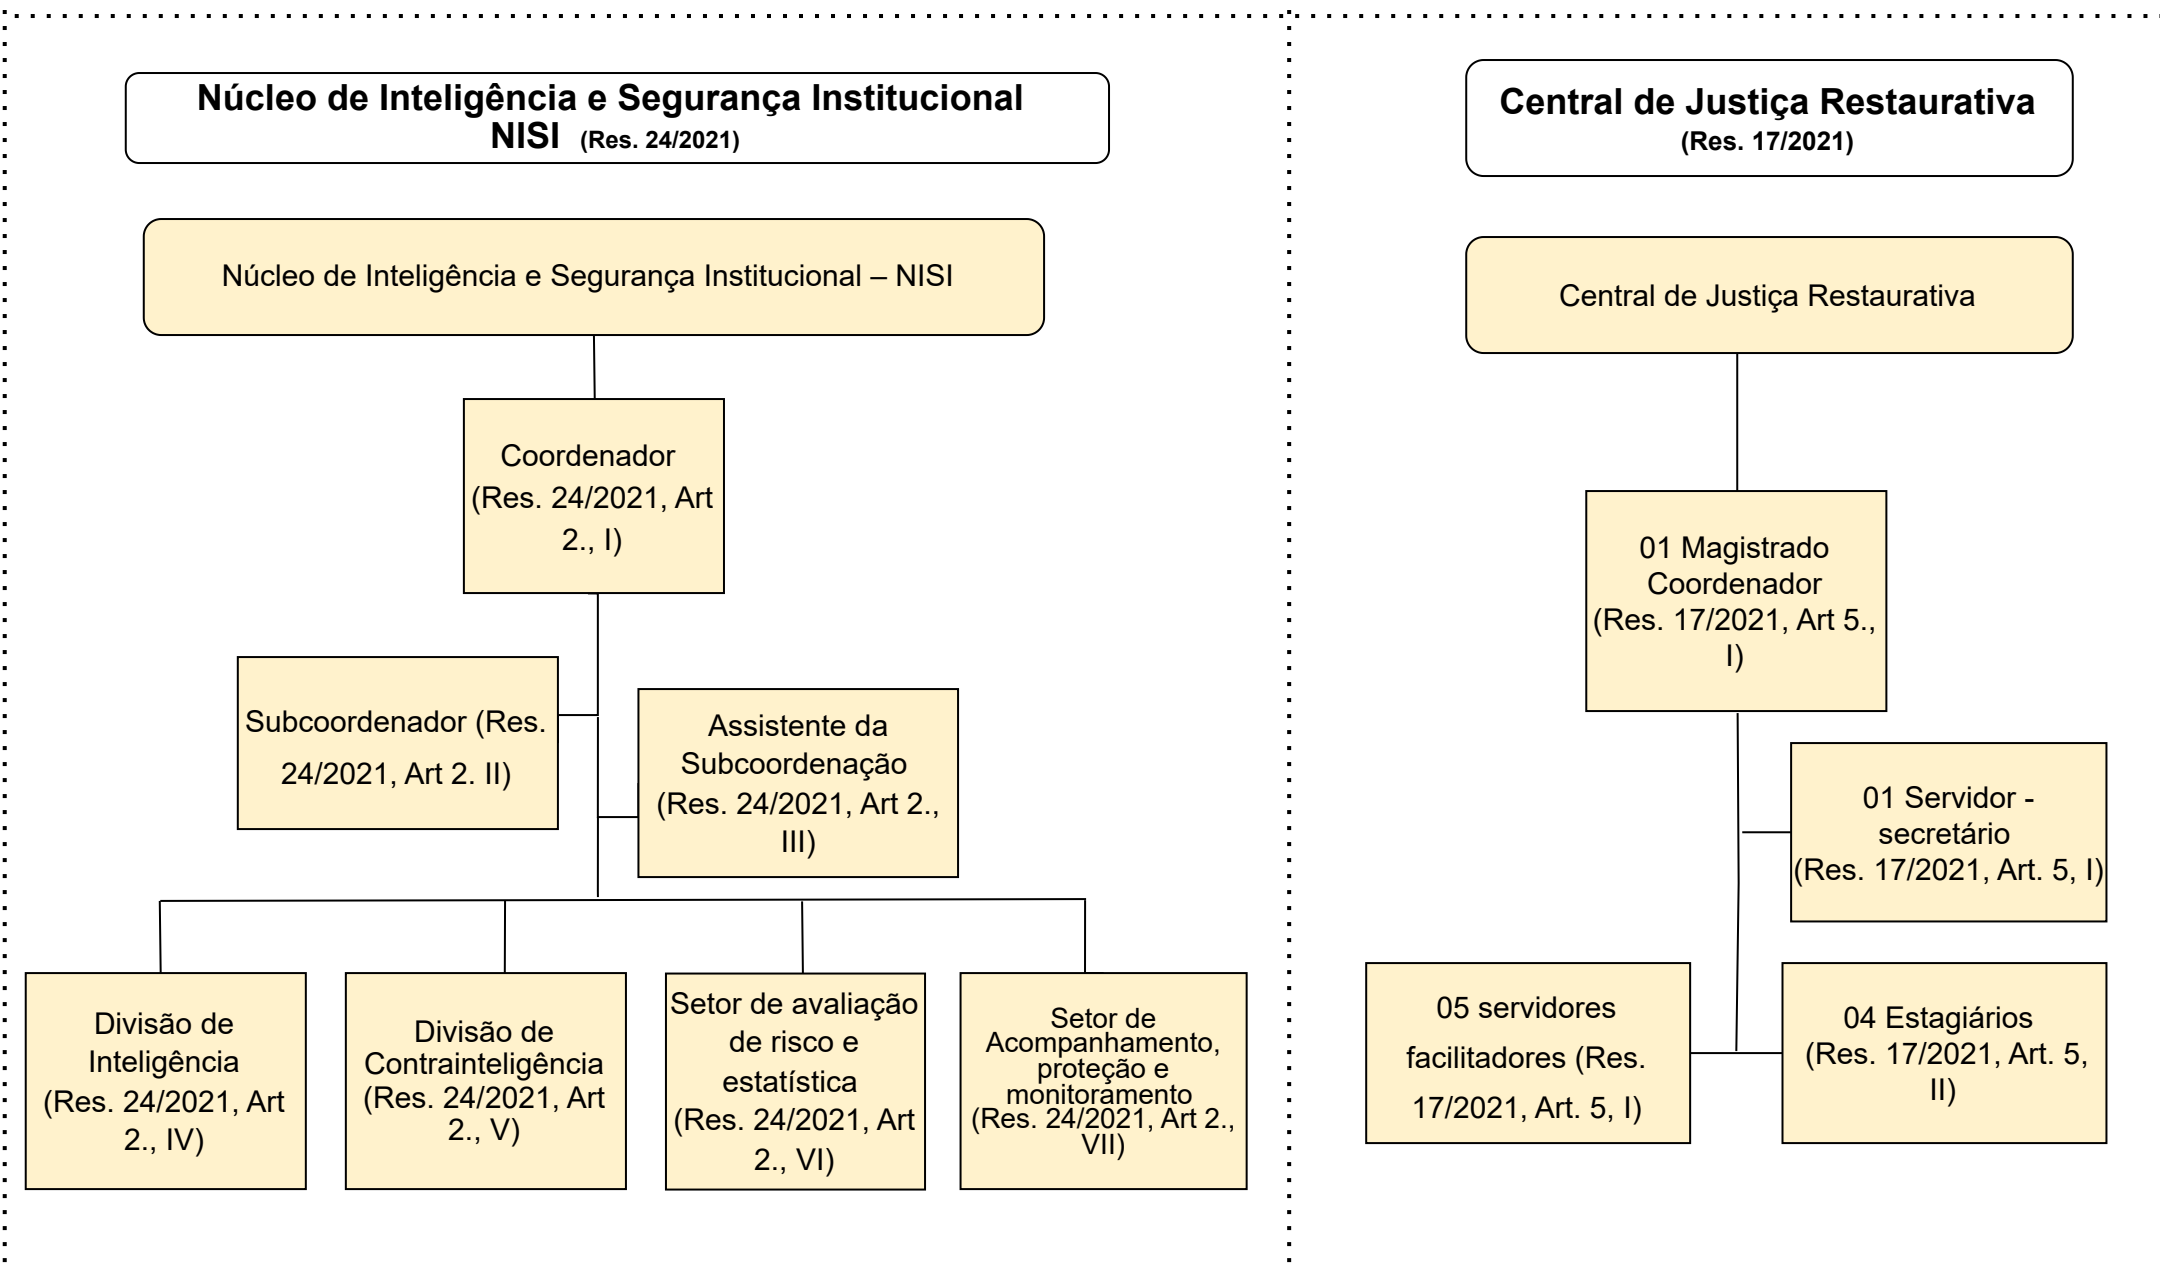 Núcleo de Inteligência e Segurança Institucional
NISI (Res. 24/2021)
Núcleo de Inteligência e Segurança Institucional – NISI
Coordenador
(Res. 24/2021, Art
2., I)
Subcoordenador (Res.
24/2021, Art 2. II)
Assistente da
Subcoordenação
(Res. 24/2021, Art 2.,
III)
Divisão de
Inteligência
(Res. 24/2021, Art
2., IV)
Divisão de
Contrainteligência
(Res. 24/2021, Art
2., V)
Setor de avaliação
de risco e
estatística
(Res. 24/2021, Art
2., VI)
Setor de
Acompanhamento,
proteção e
monitoramento
(Res. 24/2021, Art 2.,
VII)
Central de Justiça Restaurativa
(Res. 17/2021)
Central de Justiça Restaurativa
01 Magistrado
Coordenador
(Res. 17/2021, Art 5.,
I)
01 Servidor -
secretário
(Res. 17/2021, Art. 5, I)
05 servidores
facilitadores (Res.
17/2021, Art. 5, I)
04 Estagiários
(Res. 17/2021, Art. 5,
II)